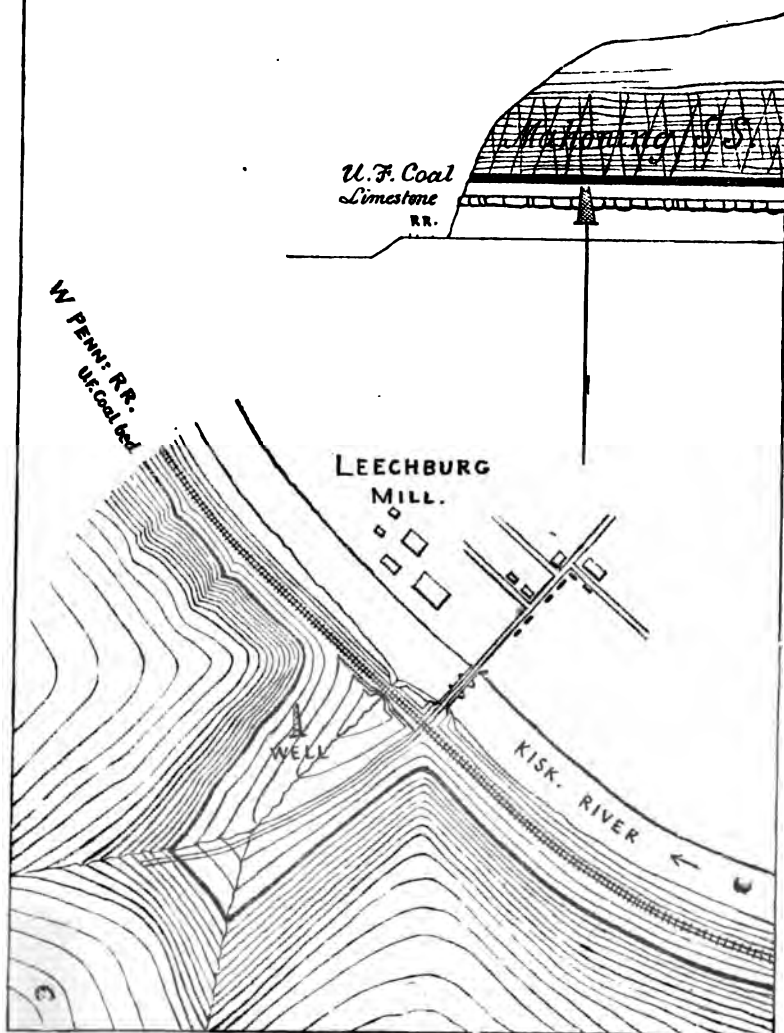 Mahoning S.S.
U.F. Coal
Limestone
RR.
W PENN: RR.
U.F. Coal bed
LEECHBURG
MILL.
WELL
KISK. RIVER